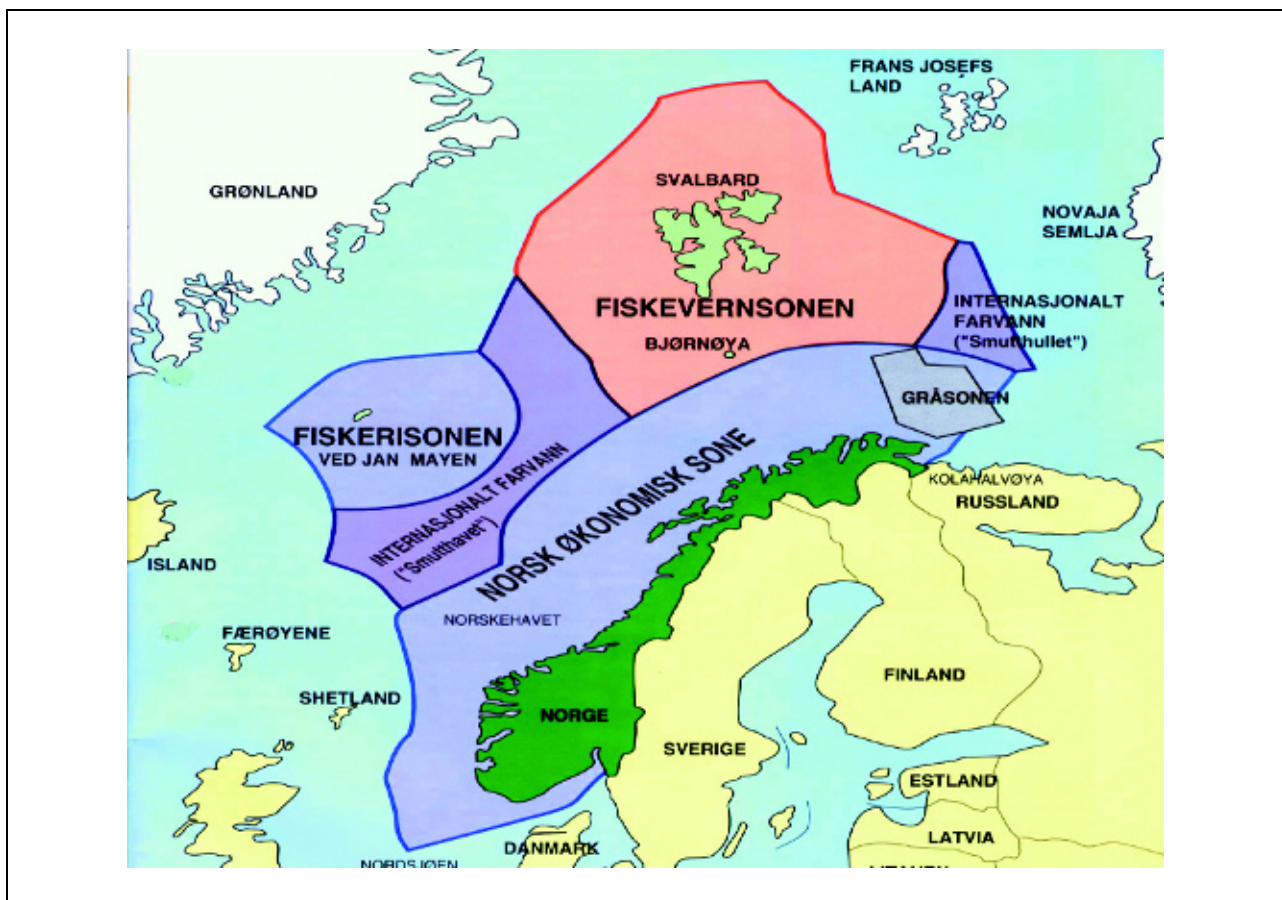 FRANS JOSEFS
LAND
GRØNLAND
SVALBARD
NOVAJA
SEMLJA
FISKEVERNSONEN
INTERNASJONALT
FARVANN
("Smutthullet")
BJØRNØYA
GRÅSONEN
FISKERISONEN
VED JAN MAYEN
INTERNASJONALT FARVANN
("Smutthavet")
NORSK ØKONOMISK SONE
KOLAHALVØYA
RUSSLAND
ISLAND
NORSKEHAVET
FÆRØYENE
SHETLAND
FINLAND
NORGE
SVERIGE
ESTLAND
LATVIA
DANMARK
NORDSJØEN